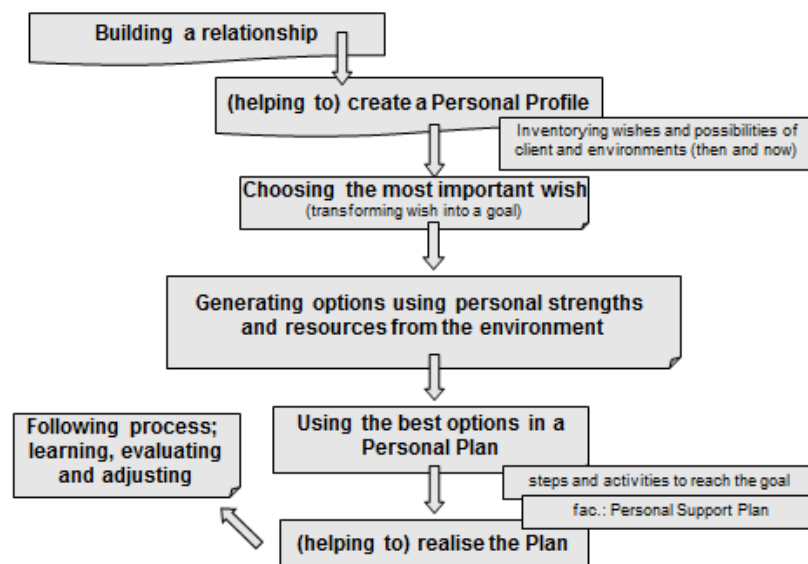 Building a relationship
(helping to) create a Personal Profile
Inventorying wishes and possibilities of
client and environments (then and now)
Choosing the most important wish
(transforming wish into a goal)
Generating options using personal strengths
and resources from the environment
Using the best options in a
Personal Plan
steps and activities to reach the goal
fac.: Personal Support Plan
(helping to) realise the Plan
Following process;
learning, evaluating
and adjusting